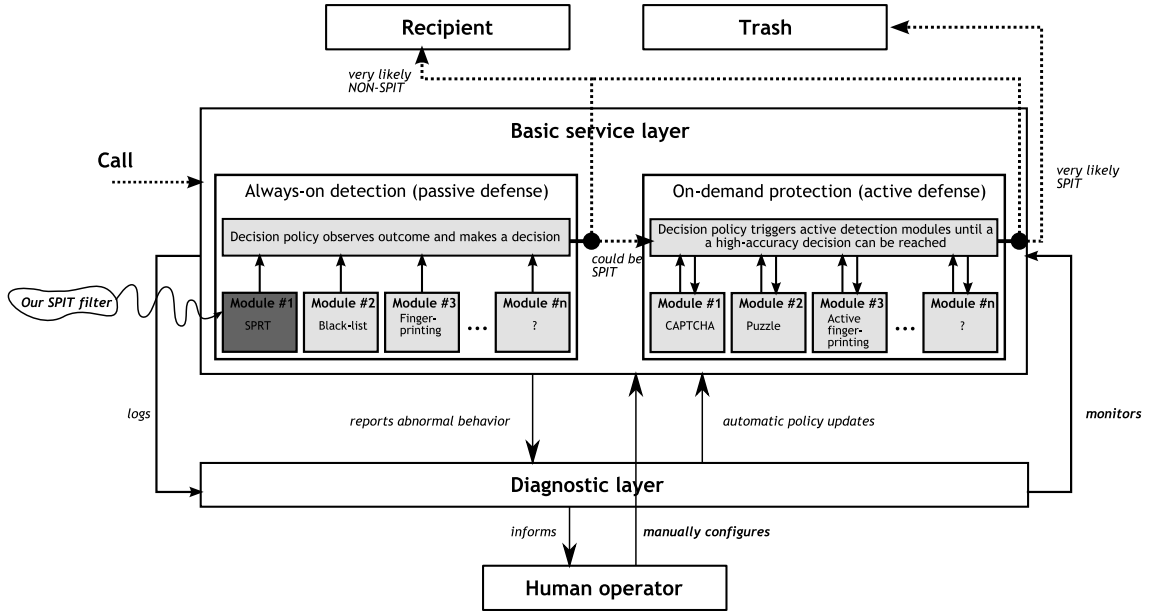 Recipient
Trash
very likely
NON-SPIT
Basic service layer
Call
very likely
SPIT
Always-on detection (passive defense)
On-demand protection (active defense)
Decision policy observes outcome and makes a decision
Decision policy triggers active detection modules until a
a high-accuracy decision can be reached
could be
SPIT
Our SPIT filter
Module #1
SPRT
Module #2
Black-list
Module #3
Finger-
printing
...
Module #n
?
Module #1
CAPTCHA
Module #2
Puzzle
Module #3
Active
finger-
printing
...
Module #n
?
logs
reports abnormal behavior
automatic policy updates
monitors
Diagnostic layer
informs
manually configures
Human operator